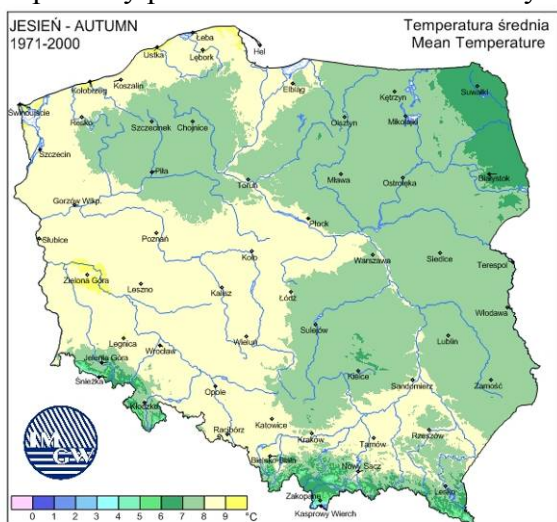 JESIEŃ - AUTUMN
1971-2000
Temperatura średnia
Mean Temperature
Łeba
Ustka
Lębork
Hel
Kołobrzeg
Koszalin
Elbląg
Kętrzyn
Suwałki
Świnoujście
Resko
Szczecinek
Chojnice
Olsztyn
Mikołajki
Szczecin
Piła
Toruń
Mława
Ostrołęka
Białystok
Gorzów Wlkp.
Płock
Słubice
Poznań
Koło
Warszawa
Siedlce
Terespol
Zielona Góra
Leszno
Kalisz
Łódź
Włodawa
Legnica
Wieluń
Sulejów
Lublin
Jelenia Góra
Wrocław
Śnieżka
Kielce
Zamość
Opole
Sandomierz
Kłodzko
Katowice
Racibórz
Kraków
Tarnów
Rzeszów
Bielsko-Biała
Nowy Sącz
Lesko
Zakopane
Kasprowy Wierch
IM
GW
0 1 2 3 4 5 6 7 8 9 °C